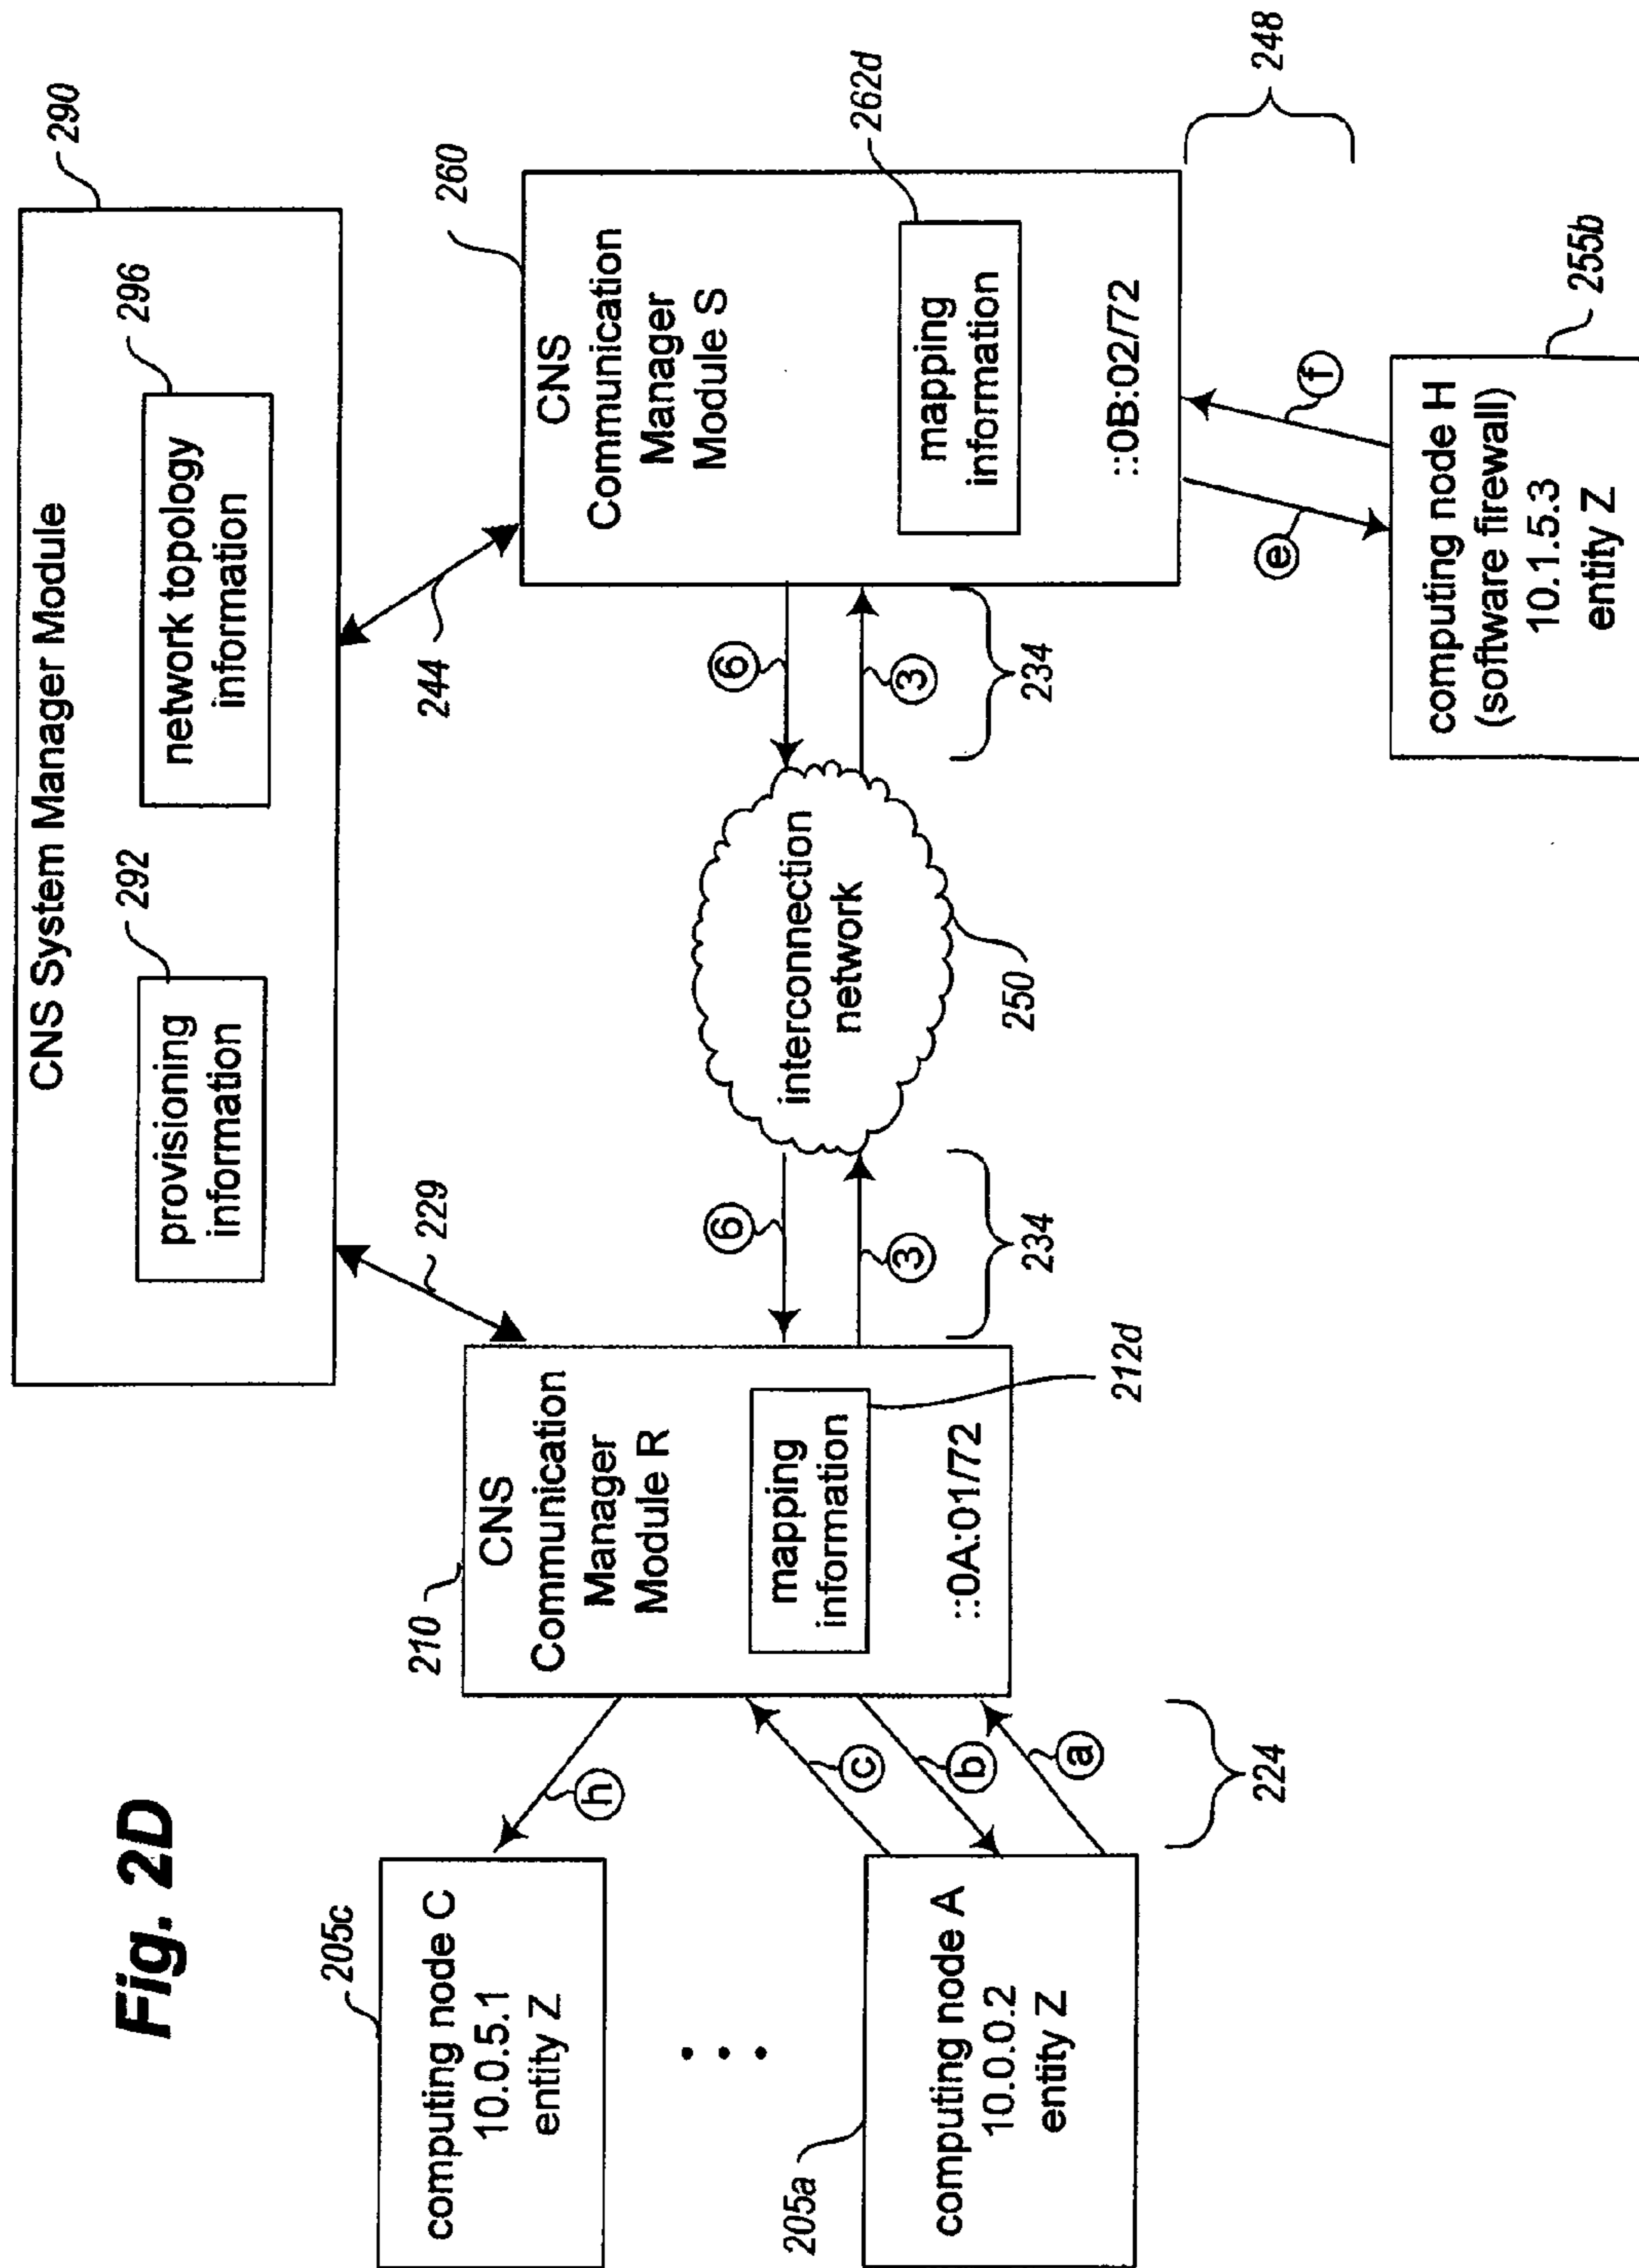 Fig. 2D
290
CNS System Manager Module
292
provisioning
information
296
network topology
information
229
244
205c
computing node C
10.0.5.1
entity Z
205a
computing node A
10.0.0.2
entity Z
h
c
b
a
224
210
CNS
Communication
Manager
Module R
mapping
information
212d
::0A:01/72
6
3
234
interconnection
network
250
6
3
234
260
CNS
Communication
Manager
Module S
mapping
information
262d
::0B:02/72
248
e
f
255b
computing node H
(software firewall)
10.1.5.3
entity Z